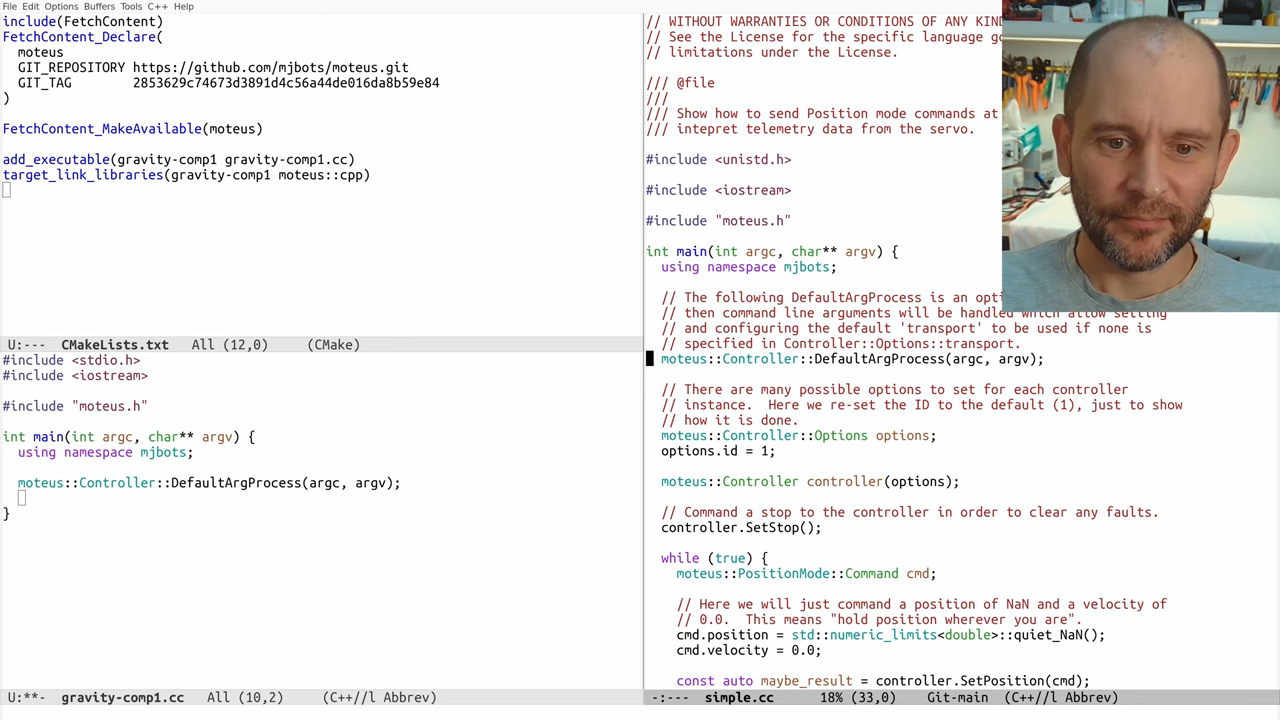 File Edit Options Buffers Tools C++ Help
include(FetchContent)
FetchContent_Declare(
  moteus
  GIT_REPOSITORY https://github.com/mjbots/moteus.git
  GIT_TAG        2853629c74673d3891d4c56a44de016da8b59e84
)
FetchContent_MakeAvailable(moteus)
add_executable(gravity-comp1 gravity-comp1.cc)
target_link_libraries(gravity-comp1 moteus::cpp)
U:---  CMakeLists.txt   All (12,0)     (CMake)
#include <stdio.h>
#include <iostream>
#include "moteus.h"
int main(int argc, char** argv) {
  using namespace mjbots;
  moteus::Controller::DefaultArgProcess(argc, argv);
}
U:**-  gravity-comp1.cc   All (10,2)     (C++//l Abbrev)
// WITHOUT WARRANTIES OR CONDITIONS OF ANY KIND
// See the License for the specific language go
// limitations under the License.
/// @file
///
/// Show how to send Position mode commands at
/// intepret telemetry data from the servo.
#include <unistd.h>
#include <iostream>
#include "moteus.h"
int main(int argc, char** argv) {
  using namespace mjbots;
  // The following DefaultArgProcess is an opti
  // then command line arguments will be handled which allow setting
  // and configuring the default 'transport' to be used if none is
  // specified in Controller::Options::transport.
  moteus::Controller::DefaultArgProcess(argc, argv);
  // There are many possible options to set for each controller
  // instance.  Here we re-set the ID to the default (1), just to show
  // how it is done.
  moteus::Controller::Options options;
  options.id = 1;
  moteus::Controller controller(options);
  // Command a stop to the controller in order to clear any faults.
  controller.SetStop();
  while (true) {
    moteus::PositionMode::Command cmd;
    // Here we will just command a position of NaN and a velocity of
    // 0.0.  This means "hold position wherever you are".
    cmd.position = std::numeric_limits<double>::quiet_NaN();
    cmd.velocity = 0.0;
    const auto maybe_result = controller.SetPosition(cmd);
-:---  simple.cc      18% (33,0)    Git-main  (C++//l Abbrev)